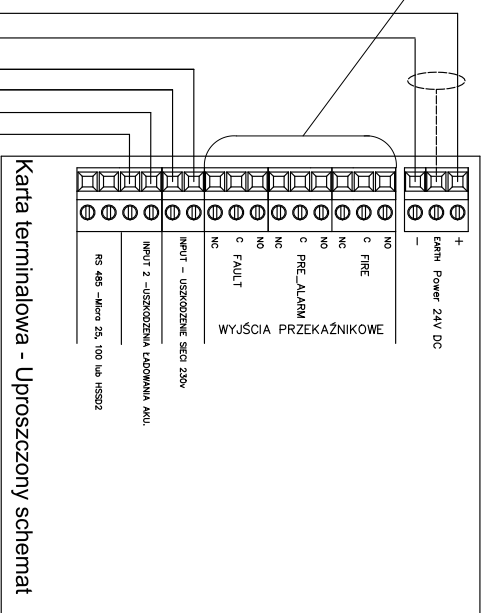 +
EARTH Power 24V DC
−
NO
C FIRE
NC
NO
C PRE_ALARM
NC
NO
C FAULT
NC
WYJŚCIA PRZEKAŹNIKOWE
INPUT - USZKODZENIE SIECI 230v
INPUT 2 -USZKODZENIA ŁADOWANIA AKU.
RS 485 -Micra 25, 100 lub HSSD2
Karta terminalowa - Uproszczony schemat